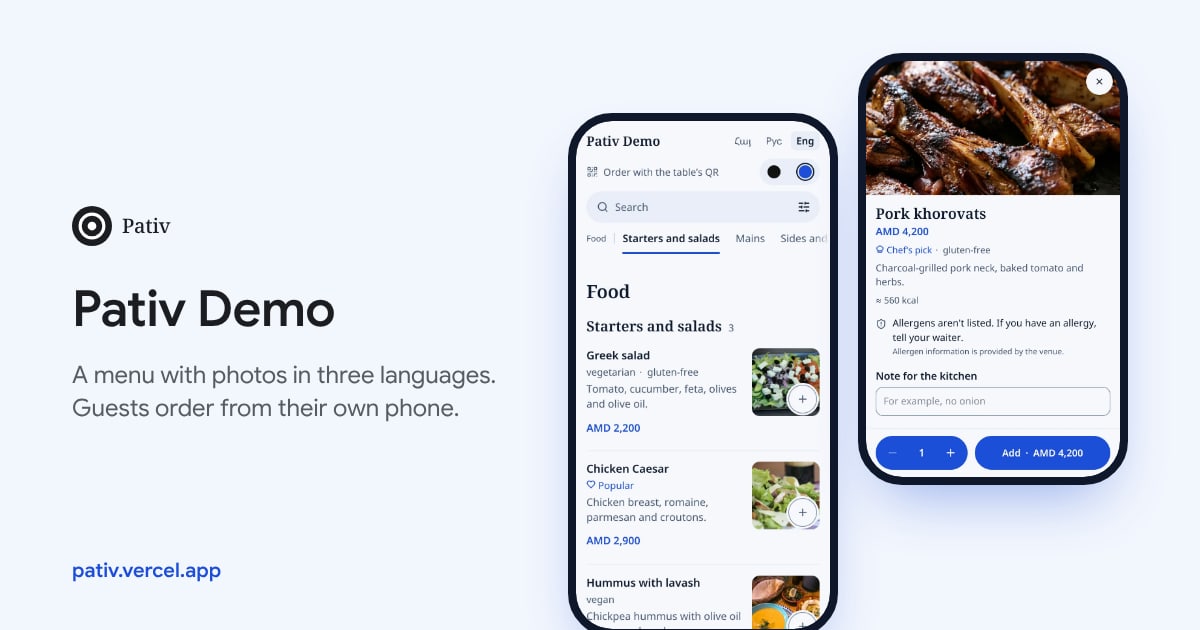 Pativ
Pativ Demo
A menu with photos in three languages.
Guests order from their own phone.
pativ.vercel.app
Pativ Demo
Հայ Рус Eng
Order with the table's QR
Search
Food Starters and salads Mains Sides and
Food
Starters and salads 3
Greek salad
vegetarian · gluten-free
Tomato, cucumber, feta, olives
and olive oil.
AMD 2,200
Chicken Caesar
Popular
Chicken breast, romaine,
parmesan and croutons.
AMD 2,900
Hummus with lavash
vegan
Chickpea hummus with olive oil
Pork khorovats
AMD 4,200
Chef's pick · gluten-free
Charcoal-grilled pork neck, baked tomato and
herbs.
≈ 560 kcal
Allergens aren't listed. If you have an allergy,
tell your waiter.
Allergen information is provided by the venue.
Note for the kitchen
For example, no onion
− 1 +
Add · AMD 4,200